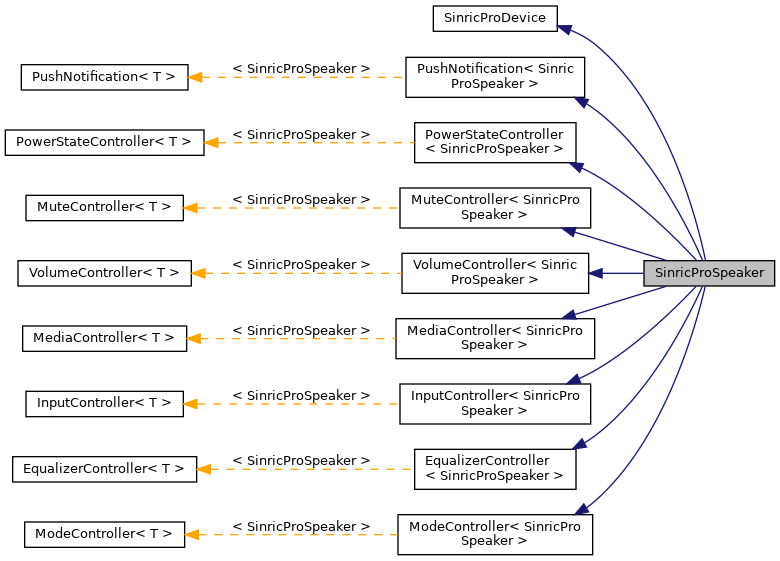 SinricProDevice
PushNotification< T >
< SinricProSpeaker >
PushNotification< Sinric
ProSpeaker >
PowerStateController< T >
< SinricProSpeaker >
PowerStateController
< SinricProSpeaker >
MuteController< T >
< SinricProSpeaker >
MuteController< SinricPro
Speaker >
VolumeController< T >
< SinricProSpeaker >
VolumeController< Sinric
ProSpeaker >
SinricProSpeaker
MediaController< T >
< SinricProSpeaker >
MediaController< SinricPro
Speaker >
InputController< T >
< SinricProSpeaker >
InputController< SinricPro
Speaker >
EqualizerController< T >
< SinricProSpeaker >
EqualizerController
< SinricProSpeaker >
ModeController< T >
< SinricProSpeaker >
ModeController< SinricPro
Speaker >